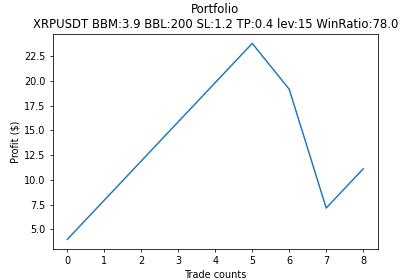 Portfolio
XRPUSDT BBM:3.9 BBL:200 SL:1.2 TP:0.4 lev:15 WinRatio:78.0
22.5
20.0
17.5
15.0
12.5
10.0
7.5
5.0
Profit ($)
0 1 2 3 4 5 6 7 8
Trade counts